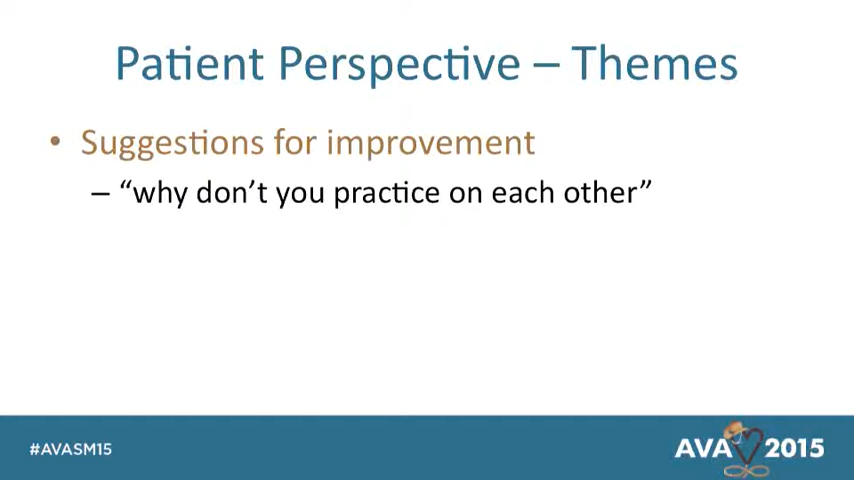 Patient Perspective – Themes
• Suggestions for improvement
– “why don’t you practice on each other”
#AVASM15
AVA 2015